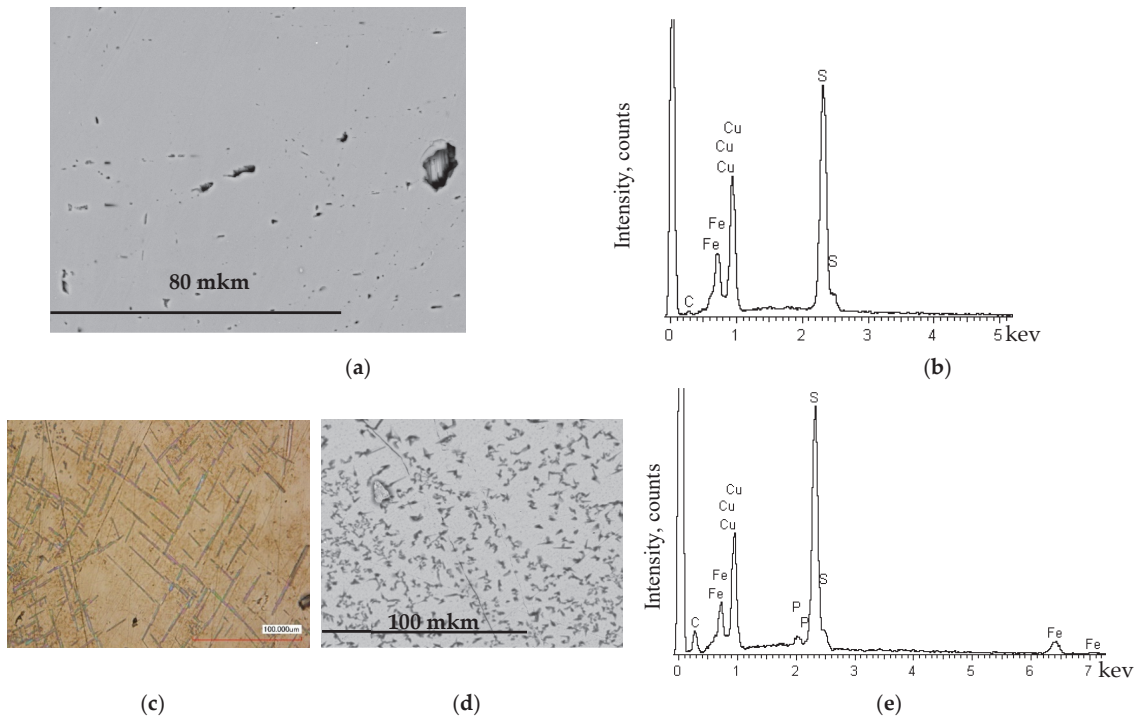 80 mkm
(a)
Intensity, counts
S
Cu
Cu
Cu
Fe
Fe
S
C
0 1 2 3 4 5 kev
(b)
100.000um
(c)
100 mkm
(d)
Intensity, counts
S
Cu
Cu
Cu
Fe
Fe
S
P
P
C
Fe
Fe
0 1 2 3 4 5 6 7 kev
(e)